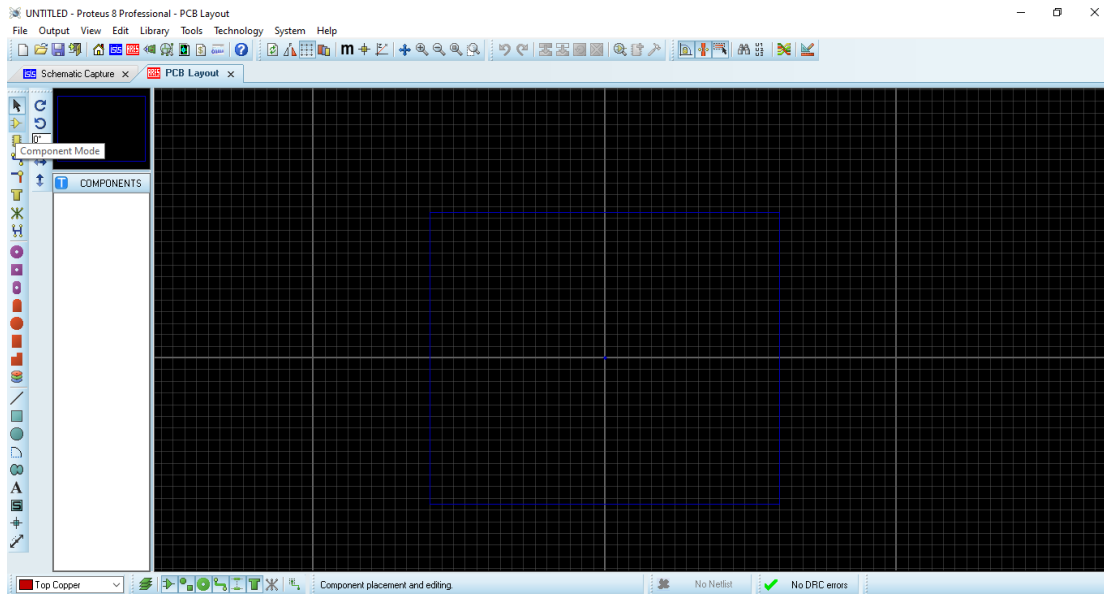 UNTITLED - Proteus 8 Professional - PCB Layout
File Output View Edit Library Tools Technology System Help
Schematic Capture
PCB Layout
0°
Component Mode
COMPONENTS
Top Copper
Component placement and editing.
No Netlist
No DRC errors